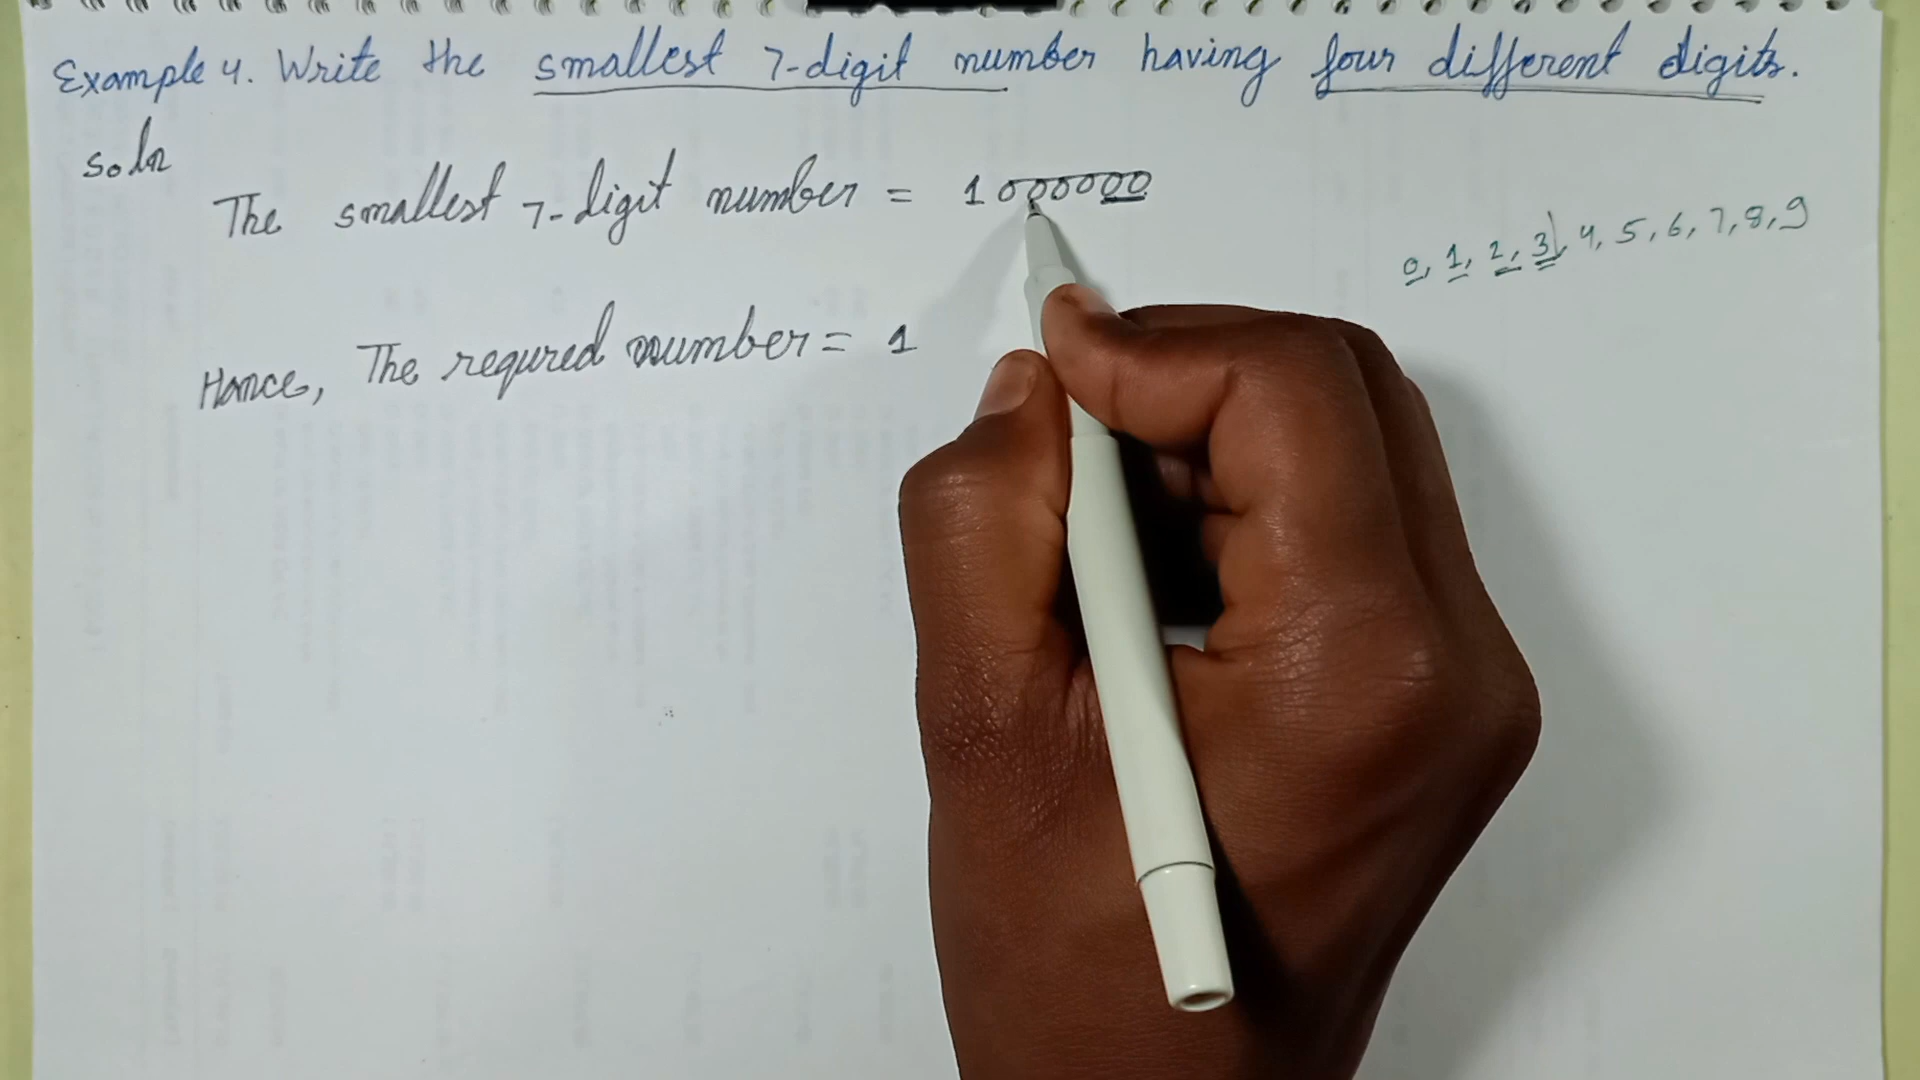 Example 4. Write the smallest 7-digit number having four different digits.
Soln
The smallest 7-digit number = 1000000
0, 1, 2, 3, 4, 5, 6, 7, 8, 9
Hence, The requred number = 1